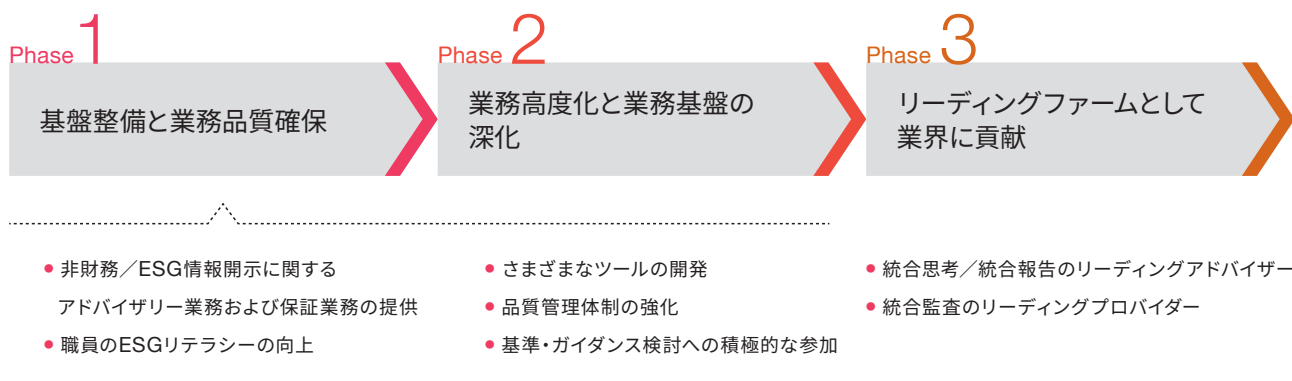 Phase 1
基盤整備と業務品質確保
Phase 2
業務高度化と業務基盤の
深化
Phase 3
リーディングファームとして
業界に貢献
• 非財務／ESG情報開示に関する
アドバイザリー業務および保証業務の提供
• 職員のESGリテラシーの向上
• さまざまなツールの開発
• 品質管理体制の強化
• 基準・ガイダンス検討への積極的な参加
• 統合思考／統合報告のリーディングアドバイザー
• 統合監査のリーディングプロバイダー